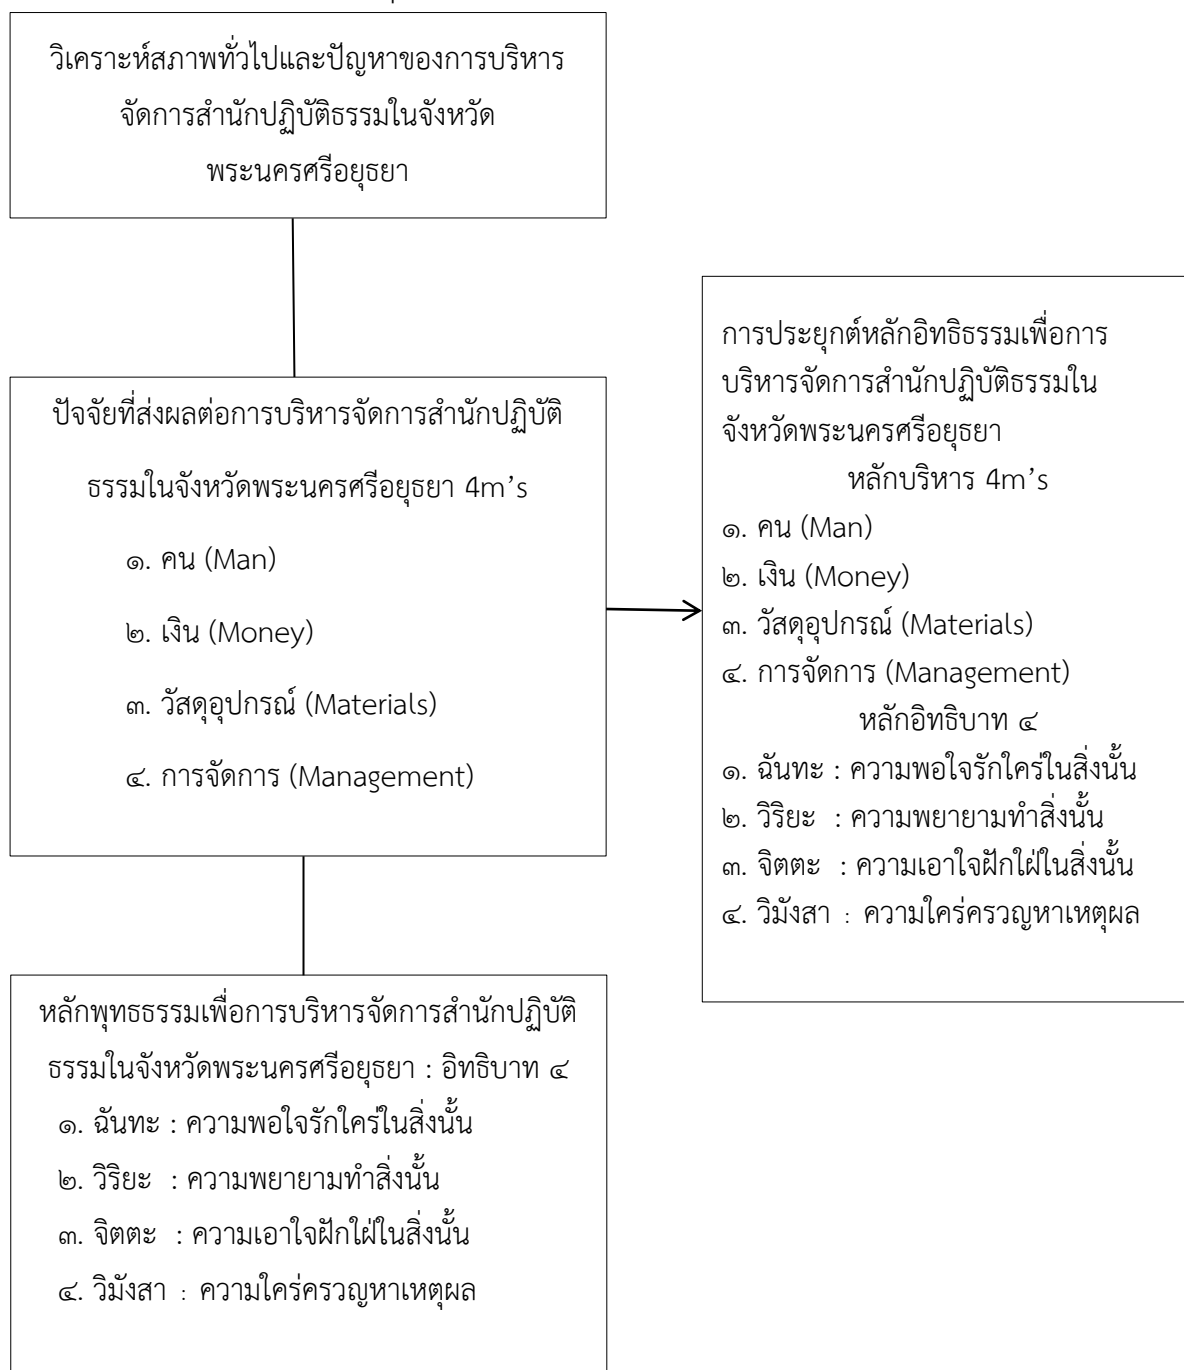 วิเคราะห์สภาพทั่วไปและปัญหาของการบริหาร
จัดการสำนักปฏิบัติธรรมในจังหวัด
พระนครศรีอยุธยา
ปัจจัยที่ส่งผลต่อการบริหารจัดการสำนักปฏิบัติ
ธรรมในจังหวัดพระนครศรีอยุธยา 4m’s
๑. คน (Man)
๒. เงิน (Money)
๓. วัสดุอุปกรณ์ (Materials)
๔. การจัดการ (Management)
หลักพุทธธรรมเพื่อการบริหารจัดการสำนักปฏิบัติ
ธรรมในจังหวัดพระนครศรีอยุธยา : อิทธิบาท ๔
๑. ฉันทะ : ความพอใจรักใคร่ในสิ่งนั้น
๒. วิริยะ : ความพยายามทำสิ่งนั้น
๓. จิตตะ : ความเอาใจฝักใฝ่ในสิ่งนั้น
๔. วิมังสา : ความใคร่ครวญหาเหตุผล
การประยุกต์หลักอิทธิธรรมเพื่อการ
บริหารจัดการสำนักปฏิบัติธรรมใน
จังหวัดพระนครศรีอยุธยา
หลักบริหาร 4m’s
๑. คน (Man)
๒. เงิน (Money)
๓. วัสดุอุปกรณ์ (Materials)
๔. การจัดการ (Management)
หลักอิทธิบาท ๔
๑. ฉันทะ : ความพอใจรักใคร่ในสิ่งนั้น
๒. วิริยะ : ความพยายามทำสิ่งนั้น
๓. จิตตะ : ความเอาใจฝักใฝ่ในสิ่งนั้น
๔. วิมังสา : ความใคร่ครวญหาเหตุผล